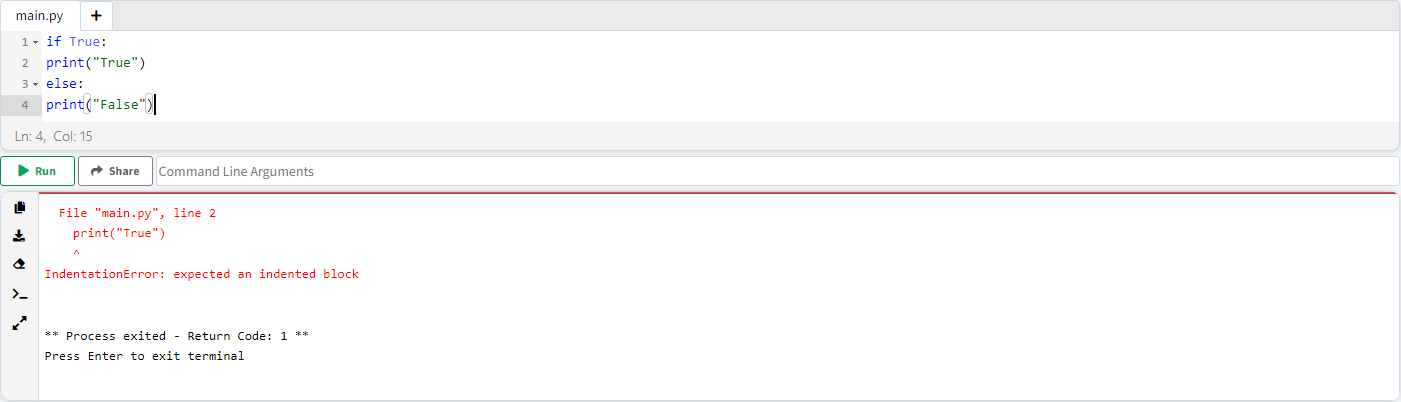 main.py +
1 if True:
2 print("True")
3 else:
4 print("False")
Ln: 4, Col: 15
Run Share Command Line Arguments
File "main.py", line 2
print("True")
^
IndentationError: expected an indented block
** Process exited - Return Code: 1 **
Press Enter to exit terminal